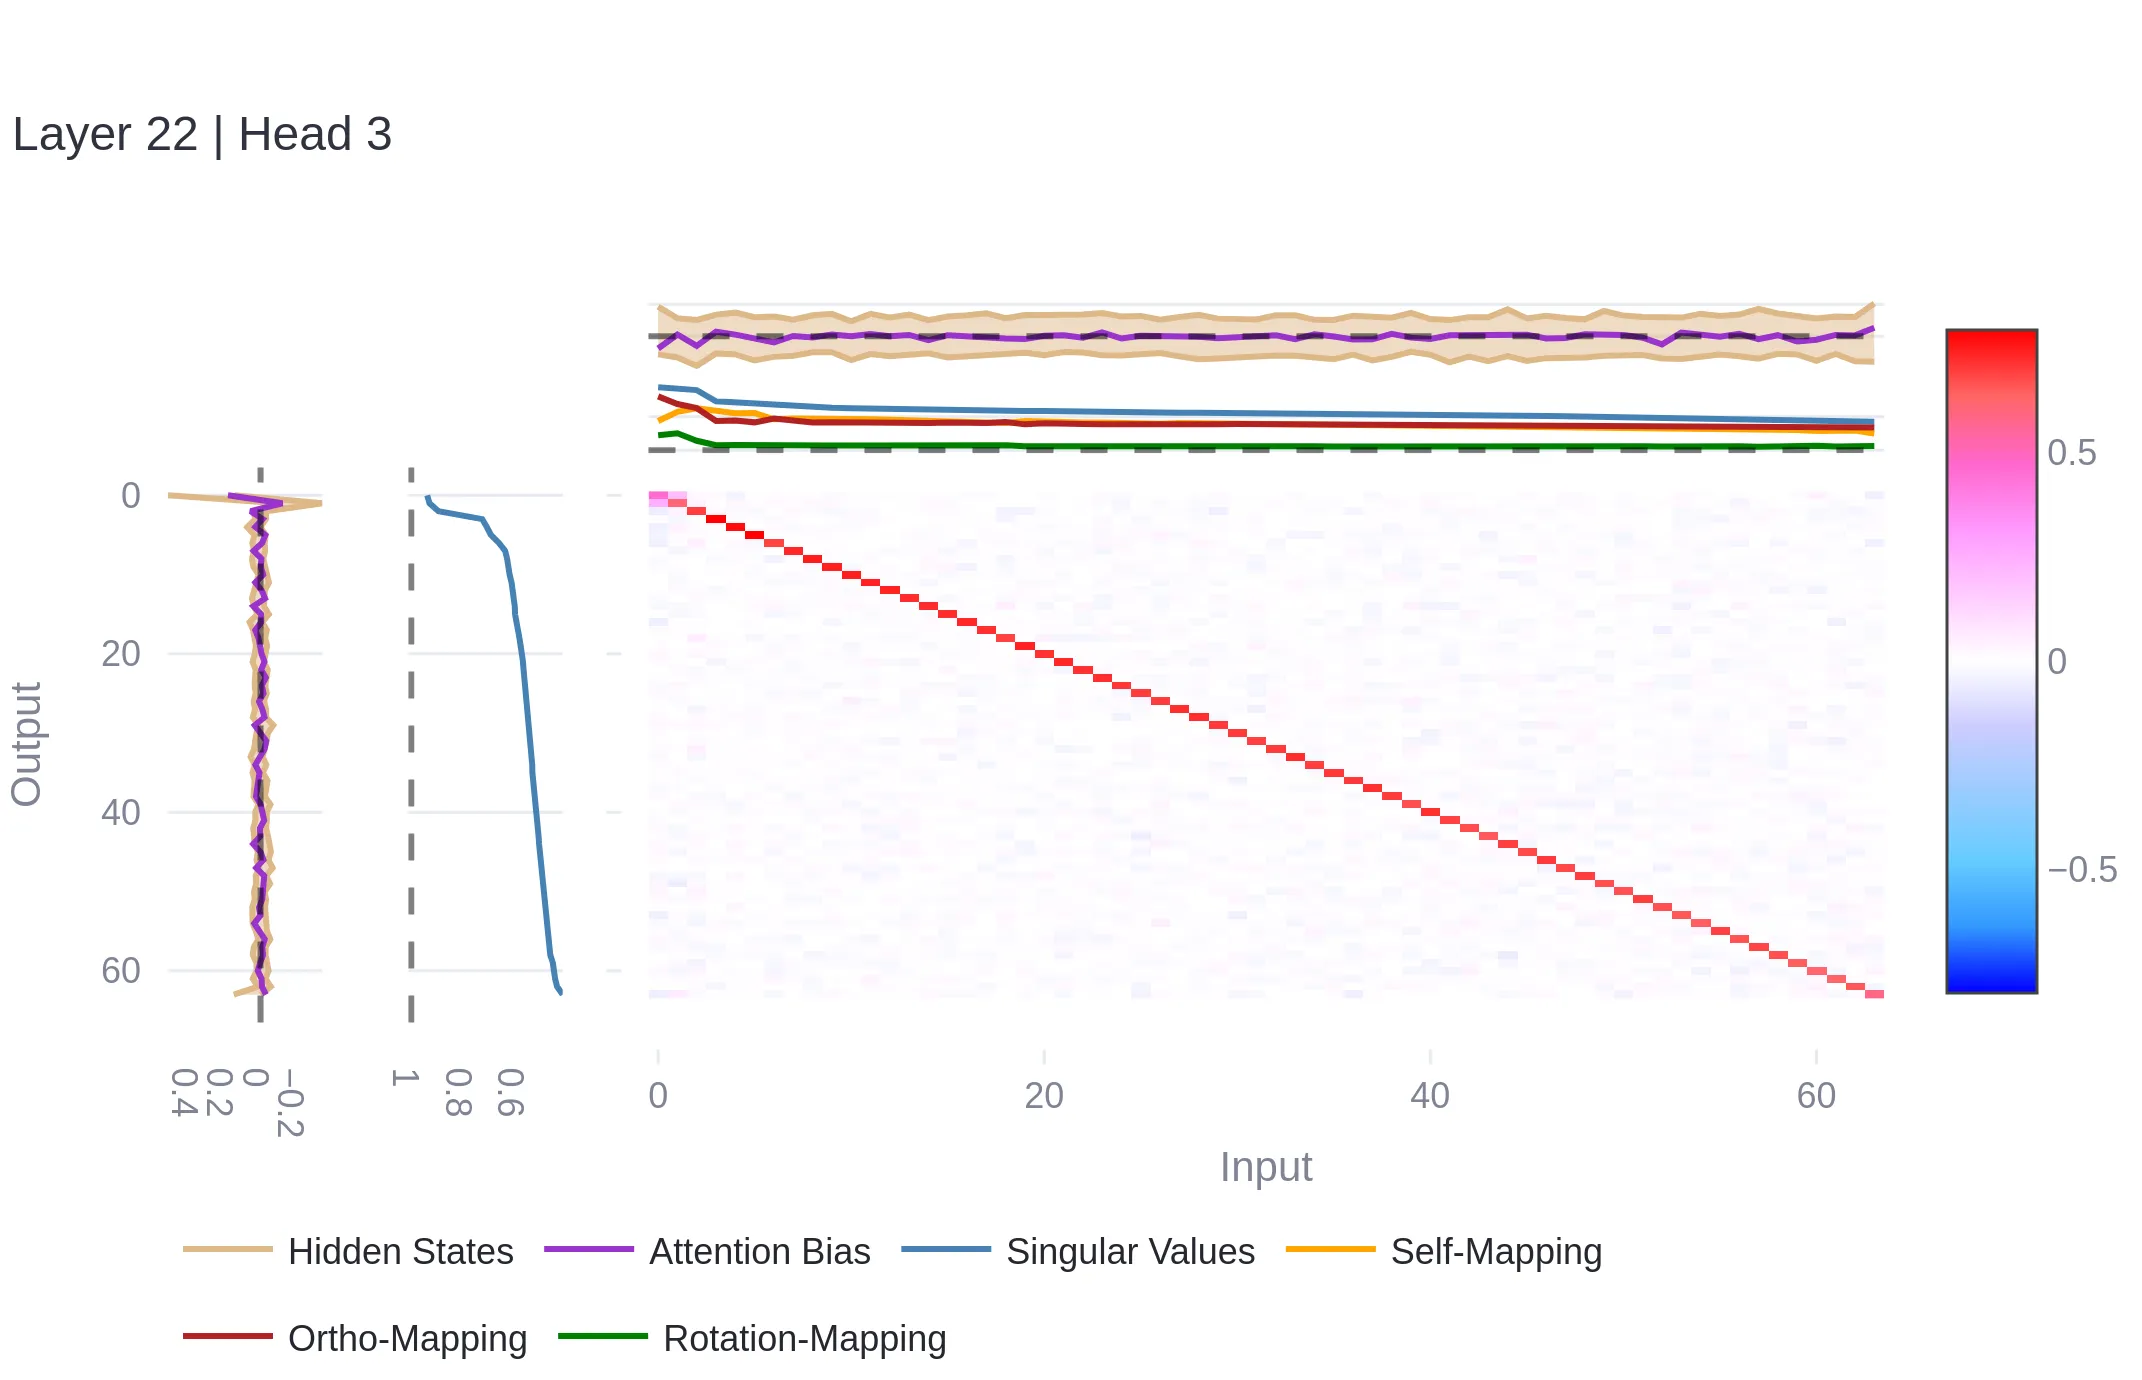 Layer 22 | Head 3
0
20
40
60
Output
0.4
0.2
0
−0.2
1
0.8
0.6
0
20
40
60
Input
0.5
0
−0.5
Hidden States
Attention Bias
Singular Values
Self-Mapping
Ortho-Mapping
Rotation-Mapping